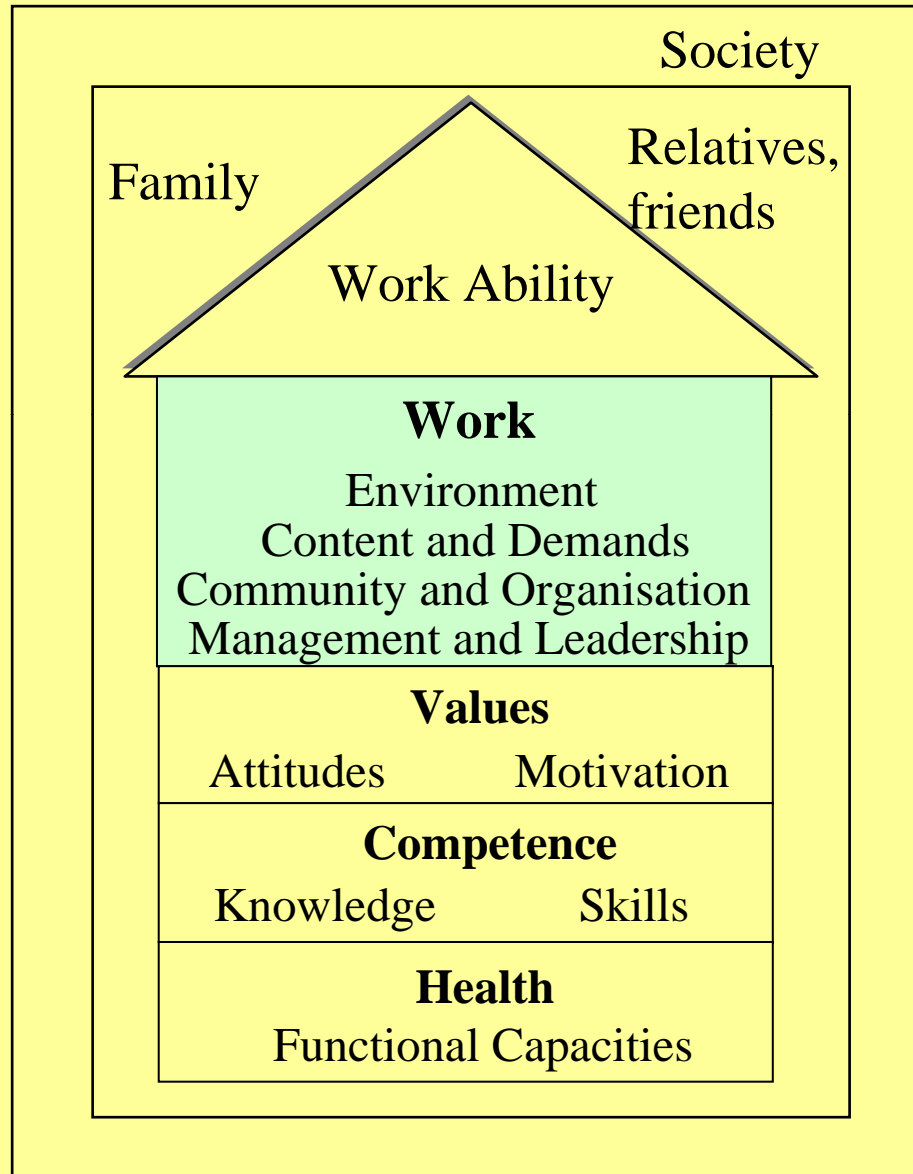 Society
Family
Relatives,
friends
Work Ability
Work
Environment
Content and Demands
Community and Organisation
Management and Leadership
Values
Attitudes Motivation
Competence
Knowledge Skills
Health
Functional Capacities